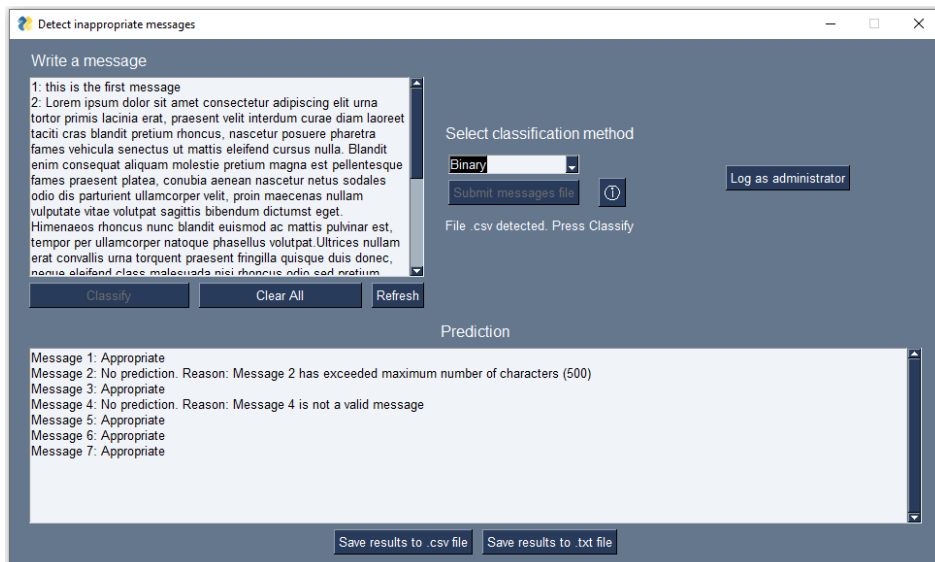 Detect inappropriate messages
Write a message
1: this is the first message
2: Lorem ipsum dolor sit amet consectetur adipiscing elit urna
tortor primis lacinia erat, praesent velit interdum curae diam laoreet
taciti cras blandit pretium rhoncus, nascetur posuere pharetra
fames vehicula senectus ut mattis eleifend cursus nulla. Blandit
enim consequat aliquam molestie pretium magna est pellentesque
fames praesent platea, conubia aenean nascetur netus sodales
odio dis parturient ullamcorper velit, proin maecenas nullam
vulputate vitae volutpat sagittis bibendum dictumst eget.
Himenaeos rhoncus nunc blandit euismod ac mattis pulvinar est,
tempor per ullamcorper natoque phasellus volutpat.Ultrices nullam
erat convallis urna torquent praesent fringilla quisque duis donec,
neque eleifend class malesuada nisi rhoncus odio sed pretium
Classify
Clear All
Refresh
Select classification method
Binary
Submit messages file
File .csv detected. Press Classify
Log as administrator
Prediction
Message 1: Appropriate
Message 2: No prediction. Reason: Message 2 has exceeded maximum number of characters (500)
Message 3: Appropriate
Message 4: No prediction. Reason: Message 4 is not a valid message
Message 5: Appropriate
Message 6: Appropriate
Message 7: Appropriate
Save results to .csv file
Save results to .txt file